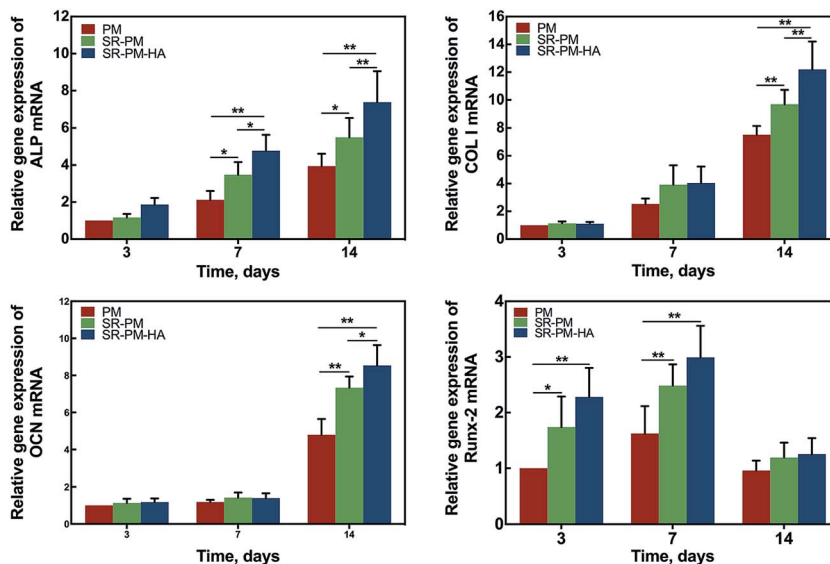 Relative gene expression of
ALP mRNA
12
10
8
6
4
2
0
PM
SR-PM
SR-PM-HA
**
*
*
**
*
**
3
7
14
Time, days
Relative gene expression of
COL I mRNA
16
14
12
10
8
6
4
2
0
PM
SR-PM
SR-PM-HA
**
**
**
3
7
14
Time, days
Relative gene expression of
OCN mRNA
12
10
8
6
4
2
0
PM
SR-PM
SR-PM-HA
**
*
**
3
7
14
Time, days
Relative gene expression of
Runx-2 mRNA
4
3
2
1
0
PM
SR-PM
SR-PM-HA
**
*
**
**
3
7
14
Time, days